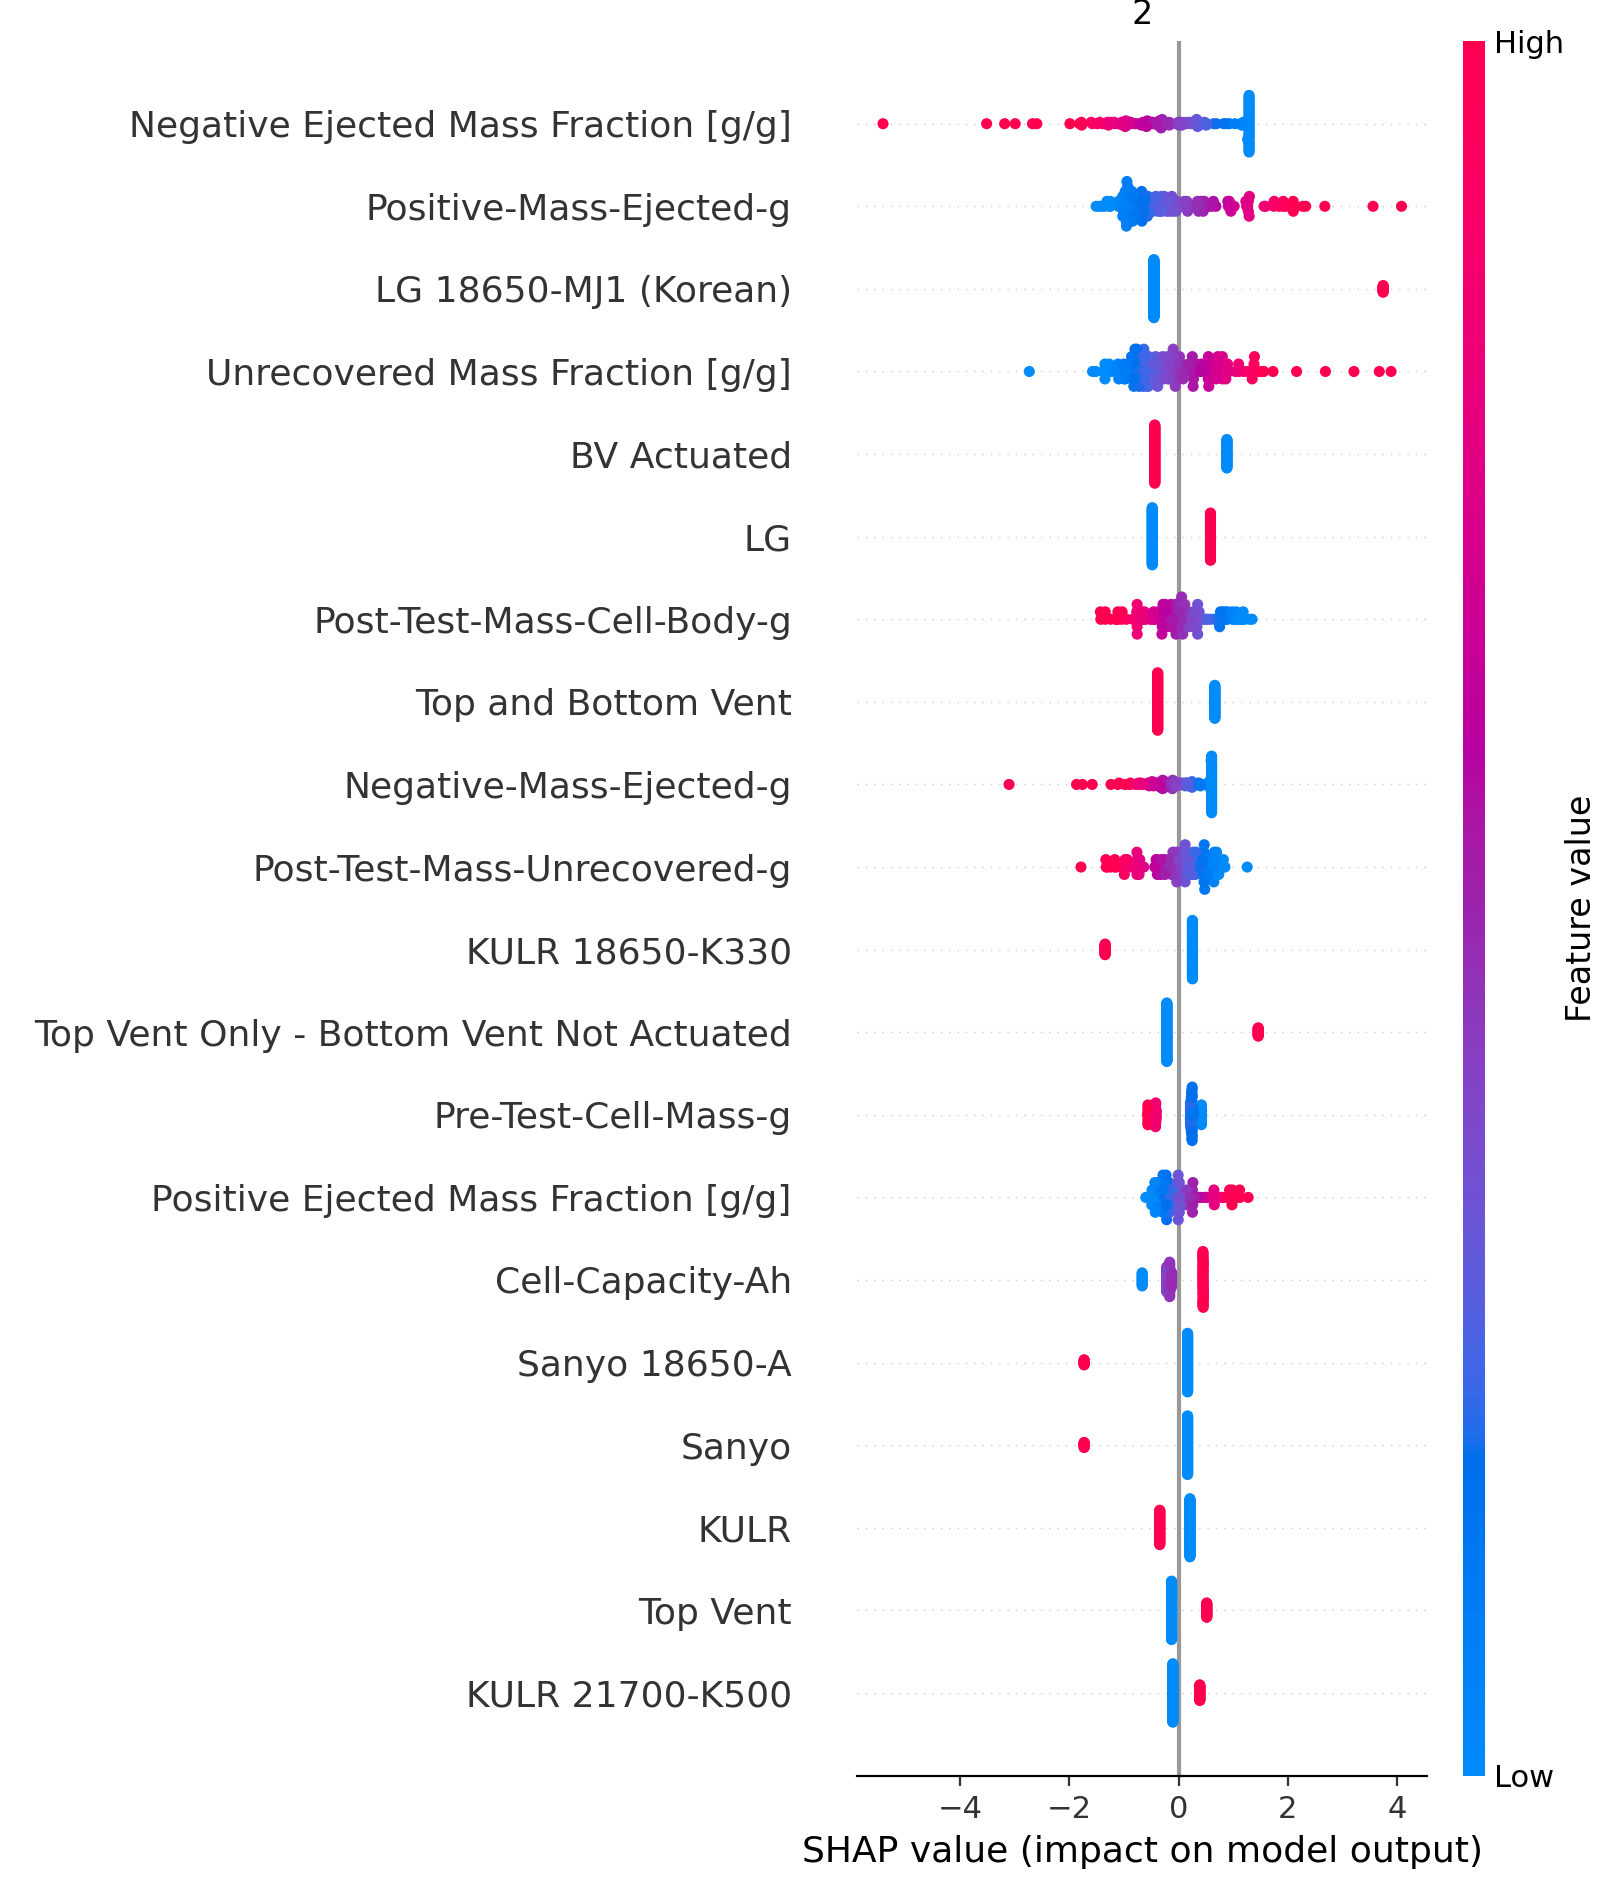 2
High
Negative Ejected Mass Fraction [g/g]
Positive-Mass-Ejected-g
LG 18650-MJ1 (Korean)
Unrecovered Mass Fraction [g/g]
BV Actuated
LG
Post-Test-Mass-Cell-Body-g
Top and Bottom Vent
Negative-Mass-Ejected-g
Post-Test-Mass-Unrecovered-g
KULR 18650-K330
Top Vent Only - Bottom Vent Not Actuated
Pre-Test-Cell-Mass-g
Positive Ejected Mass Fraction [g/g]
Cell-Capacity-Ah
Sanyo 18650-A
Sanyo
KULR
Top Vent
KULR 21700-K500
Feature value
Low
−4 −2 0 2 4
SHAP value (impact on model output)